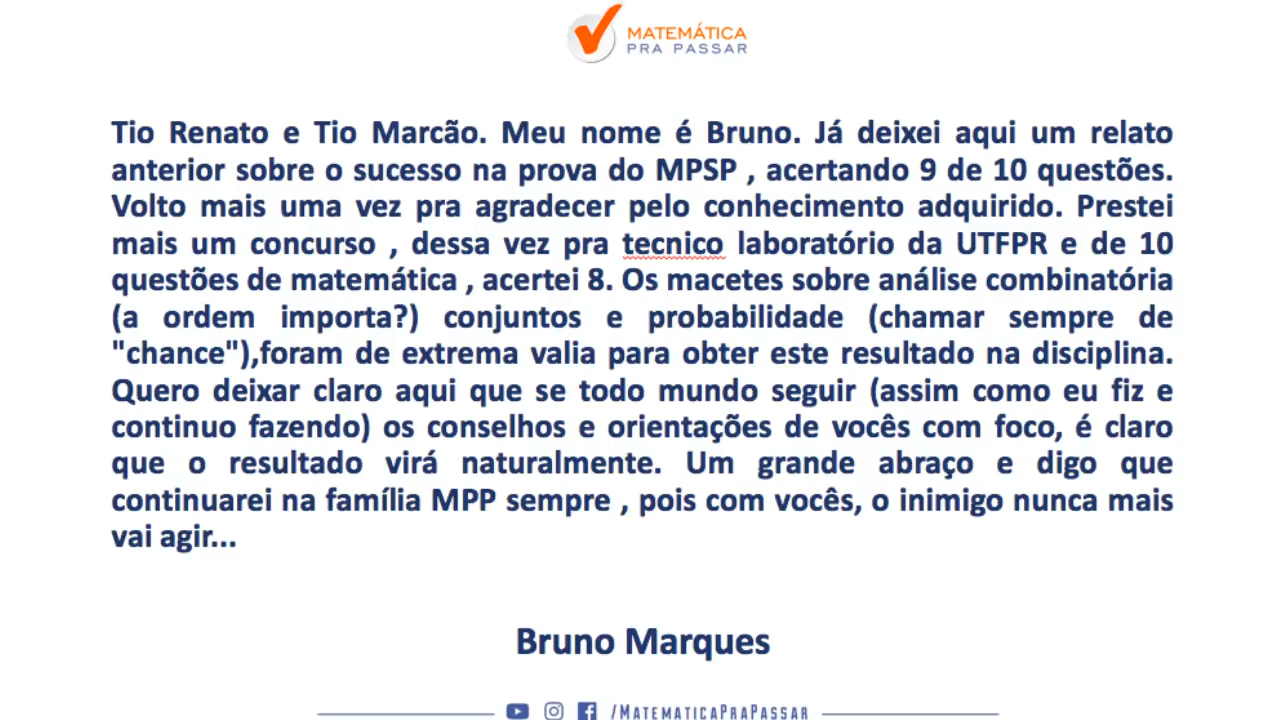 MATEMÁTICA
PRA PASSAR
Tio Renato e Tio Marcão. Meu nome é Bruno. Já deixei aqui um relato
anterior sobre o sucesso na prova do MPSP , acertando 9 de 10 questões.
Volto mais uma vez pra agradecer pelo conhecimento adquirido. Prestei
mais um concurso , dessa vez pra tecnico laboratório da UTFPR e de 10
questões de matemática , acertei 8. Os macetes sobre análise combinatória
(a ordem importa?) conjuntos e probabilidade (chamar sempre de
"chance"),foram de extrema valia para obter este resultado na disciplina.
Quero deixar claro aqui que se todo mundo seguir (assim como eu fiz e
continuo fazendo) os conselhos e orientações de vocês com foco, é claro
que o resultado virá naturalmente. Um grande abraço e digo que
continuarei na família MPP sempre , pois com vocês, o inimigo nunca mais
vai agir...
Bruno Marques
/MATEMATICAPRAPASSAR